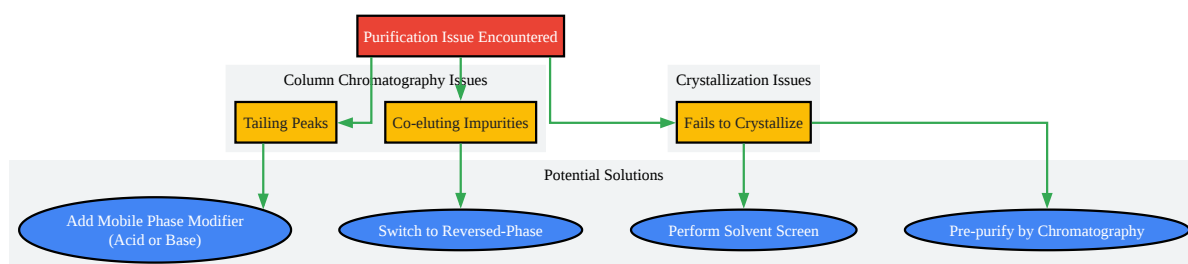 Purification Issue Encountered
Column Chromatography Issues
Crystallization Issues
Tailing Peaks
Co-eluting Impurities
Fails to Crystallize
Potential Solutions
Add Mobile Phase Modifier
(Acid or Base)
Switch to Reversed-Phase
Perform Solvent Screen
Pre-purify by Chromatography